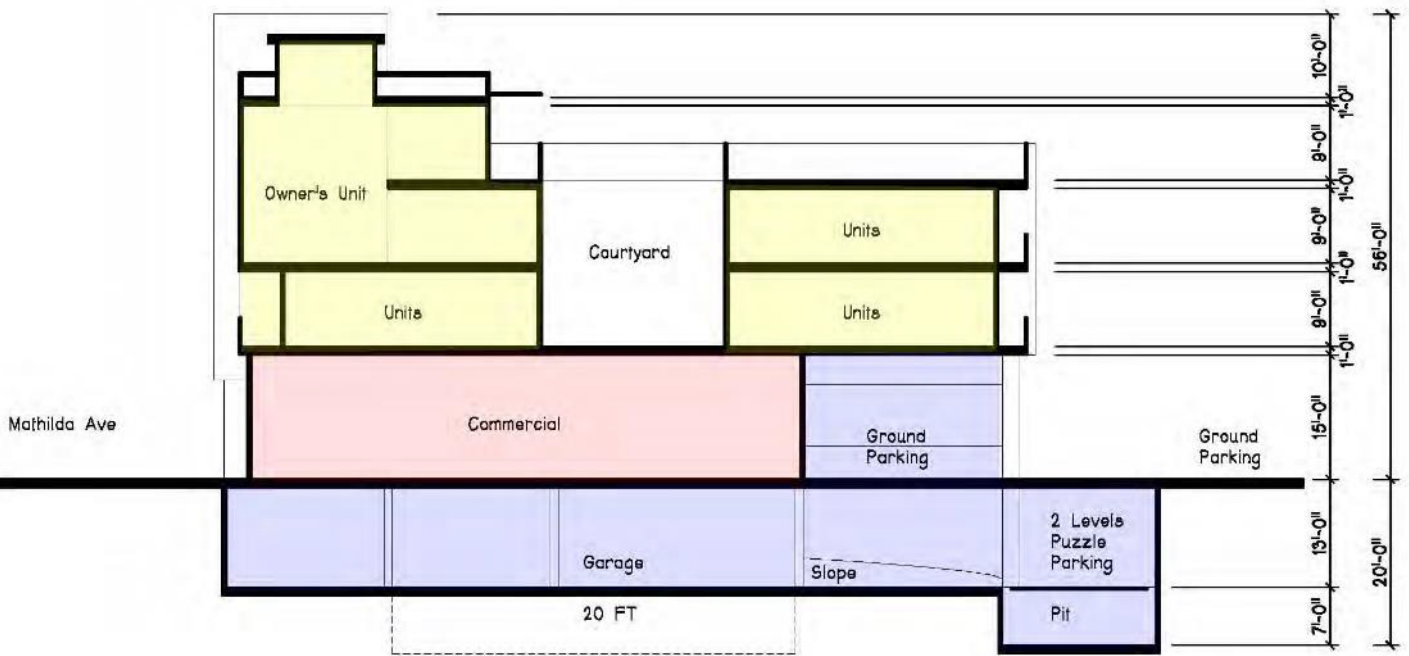 10'-0"
1'-0"
9'-0"
Owner's Unit
1'-0"
Units
9'-0"
Courtyard
56'-0"
1'-0"
Units
Units
9'-0"
1'-0"
Mathilda Ave
Commercial
Ground
Parking
Ground
Parking
15'-0"
2 Levels
Puzzle
Parking
13'-0"
Garage
Slope
20'-0"
20 FT
Pit
7'-0"